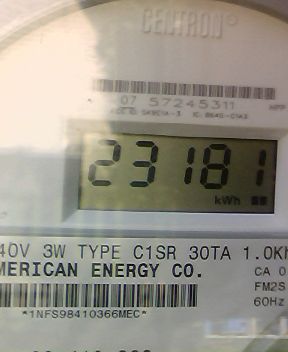 CENTRON®
07 57245311
23181
kWh
40V 3W TYPE C1SR 30TA 1.0K
MERICAN ENERGY CO.
CA 0
FM2S
60Hz
*1NFS98410366MEC*